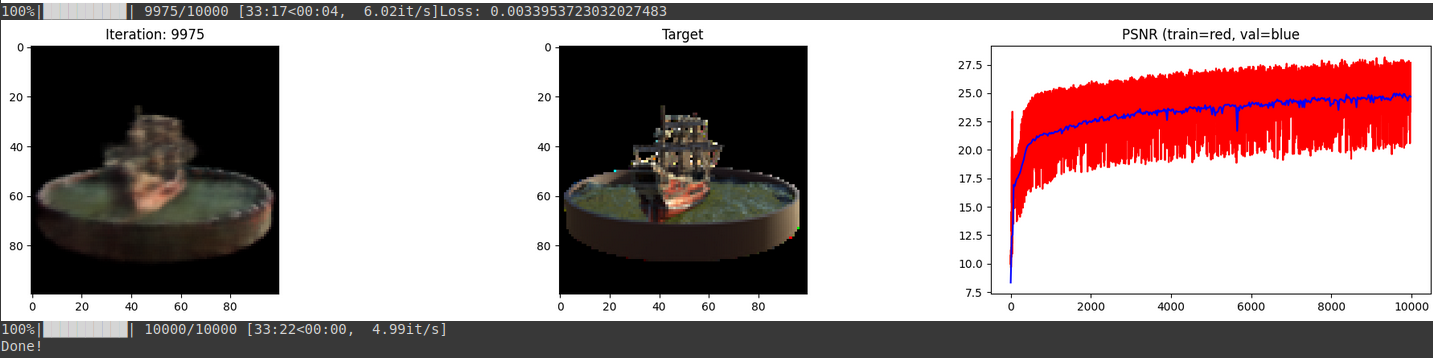 100%|██████████| 9975/10000 [33:17<00:04,  6.02it/s]Loss: 0.0033953723032027483
Iteration: 9975
Target
PSNR (train=red, val=blue
0
20
40
60
80
0 20 40 60 80
0
20
40
60
80
0 20 40 60 80
27.5
25.0
22.5
20.0
17.5
15.0
12.5
10.0
7.5
0 2000 4000 6000 8000 10000
100%|██████████| 10000/10000 [33:22<00:00,  4.99it/s]
Done!